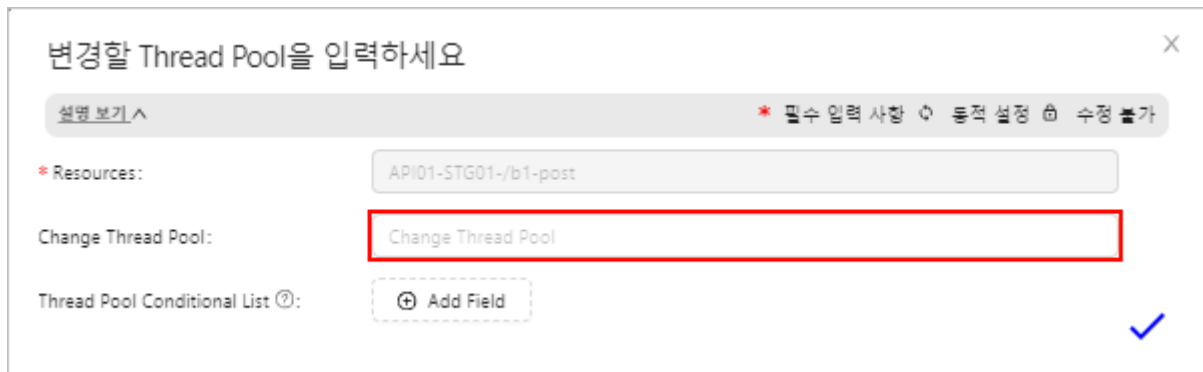 변경할 Thread Pool을 입력하세요
설명 보기 * 필수 입력 사항 동적 설정 수정 불가
* Resources: API01-STG01-/b1-post
Change Thread Pool: Change Thread Pool
Thread Pool Conditional List ?: Add Field